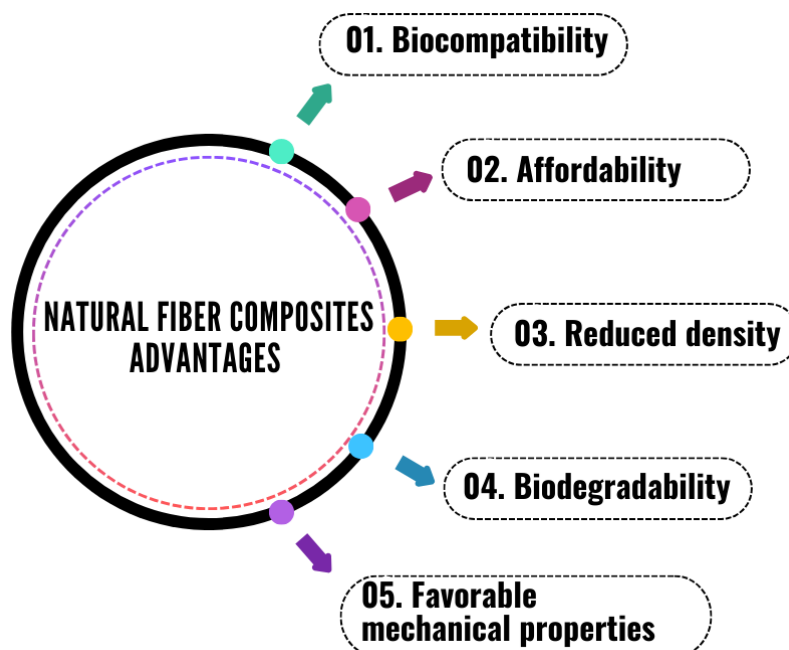 01. Biocompatibility
02. Affordability
NATURAL FIBER COMPOSITES
ADVANTAGES
03. Reduced density
04. Biodegradability
05. Favorable
mechanical properties